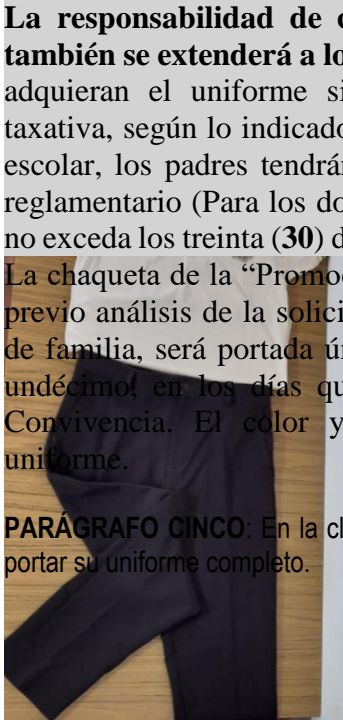 La responsabilidad de
también se extenderá a lo
adquieran el uniforme si
taxativa, según lo indicado
escolar, los padres tendrá
reglamentario (Para los do
no exceda los treinta (30) d
La chaqueta de la “Promo
previo análisis de la solici
de familia, será portada ú
undécimo, en los días qu
Convivencia. El color y
uniforme.
PARÁGRAFO CINCO: En la cl
portar su uniforme completo.